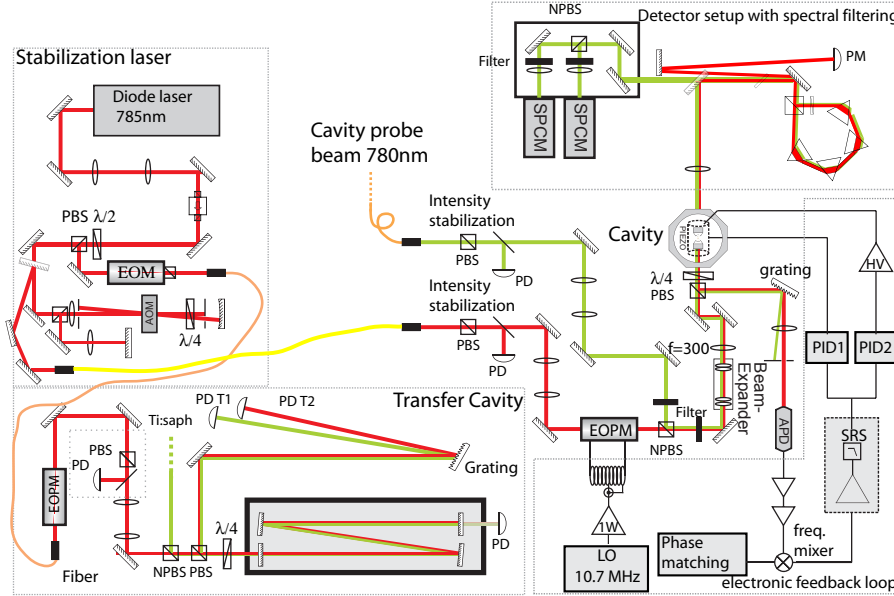 NPBS
Detector setup with spectral filtering
Stabilization laser
Filter
PM
Diode laser
785nm
SPCM
SPCM
Cavity probe
beam 780nm
PBS
λ/2
Intensity
stabilization
Cavity
PIEZO
EOM
PBS
PD
λ/4
PBS
grating
HV
AOM
λ/4
Intensity
stabilization
PBS
PD
f=300
Beam-
Expander
PID1
PID2
Transfer Cavity
PD T1
PD T2
Ti:saph
Filter
APD
SRS
PBS
PD
EOPM
NPBS
EOPM
Grating
λ/4
1W
PD
freq.
mixer
Fiber
NPBS
PBS
LO
10.7 MHz
Phase
matching
electronic feedback loop